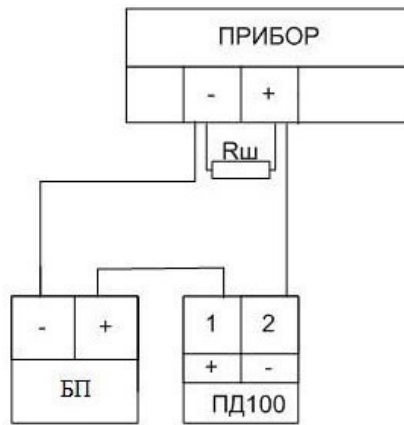 ПРИБОР
- +
Rш
- + 1 2
+ -
БП ПД100